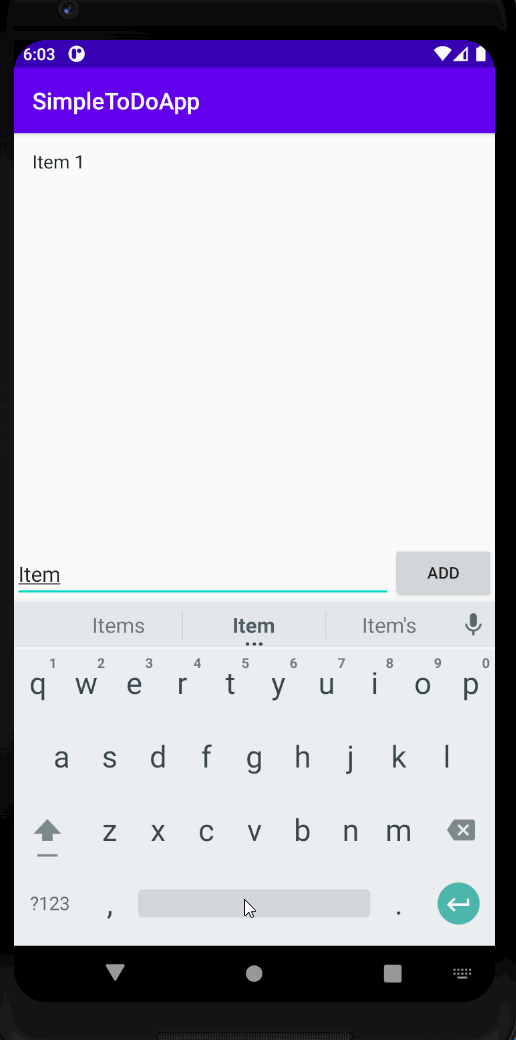 6:03
SimpleToDoApp
Item 1
Item
ADD
Items Item Item's
1 2 3 4 5 6 7 8 9 0
q w e r t y u i o p
a s d f g h j k l
z x c v b n m
?123 , .